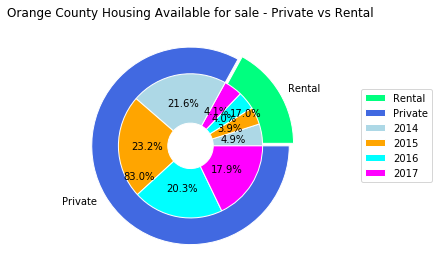 Orange County Housing Available for sale - Private vs Rental
Rental
21.6%
4.1%
4.0%
17.0%
3.9%
4.9%
23.2%
17.9%
83.0%
20.3%
Private
Rental
Private
2014
2015
2016
2017